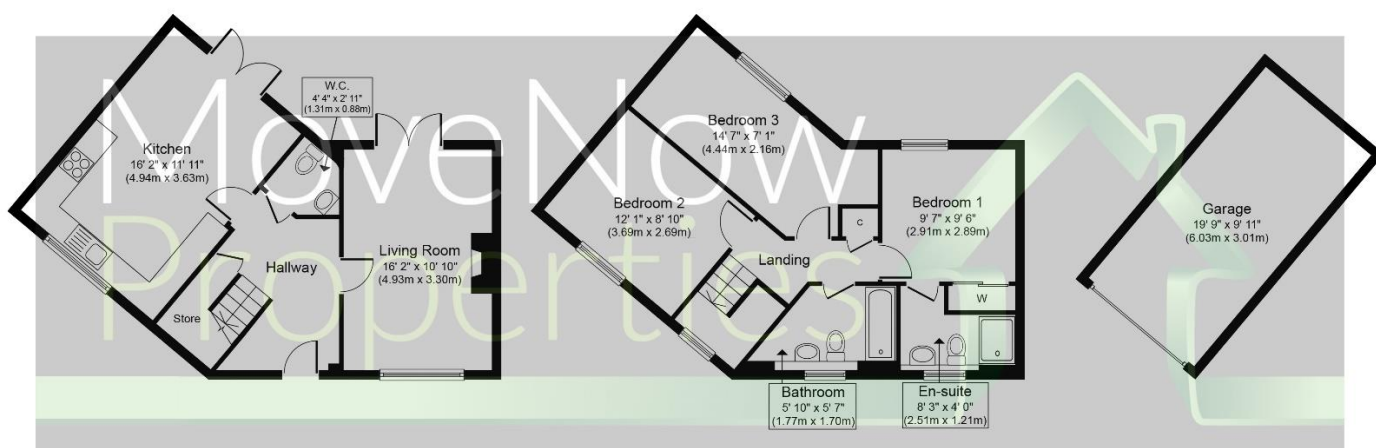 MoveNow
Properties
Kitchen
16' 2" x 11' 11"
(4.94m x 3.63m)
W.C.
4' 4" x 2' 11"
(1.31m x 0.88m)
Living Room
16' 2" x 10' 10"
(4.93m x 3.30m)
Hallway
Store
Bedroom 3
14' 7" x 7' 1"
(4.44m x 2.16m)
Bedroom 2
12' 1" x 8' 10"
(3.69m x 2.69m)
Bedroom 1
9' 7" x 9' 6"
(2.91m x 2.89m)
C
Landing
W
Bathroom
5' 10" x 5' 7"
(1.77m x 1.70m)
En-suite
8' 3" x 4' 0"
(2.51m x 1.21m)
Garage
19' 9" x 9' 11"
(6.03m x 3.01m)